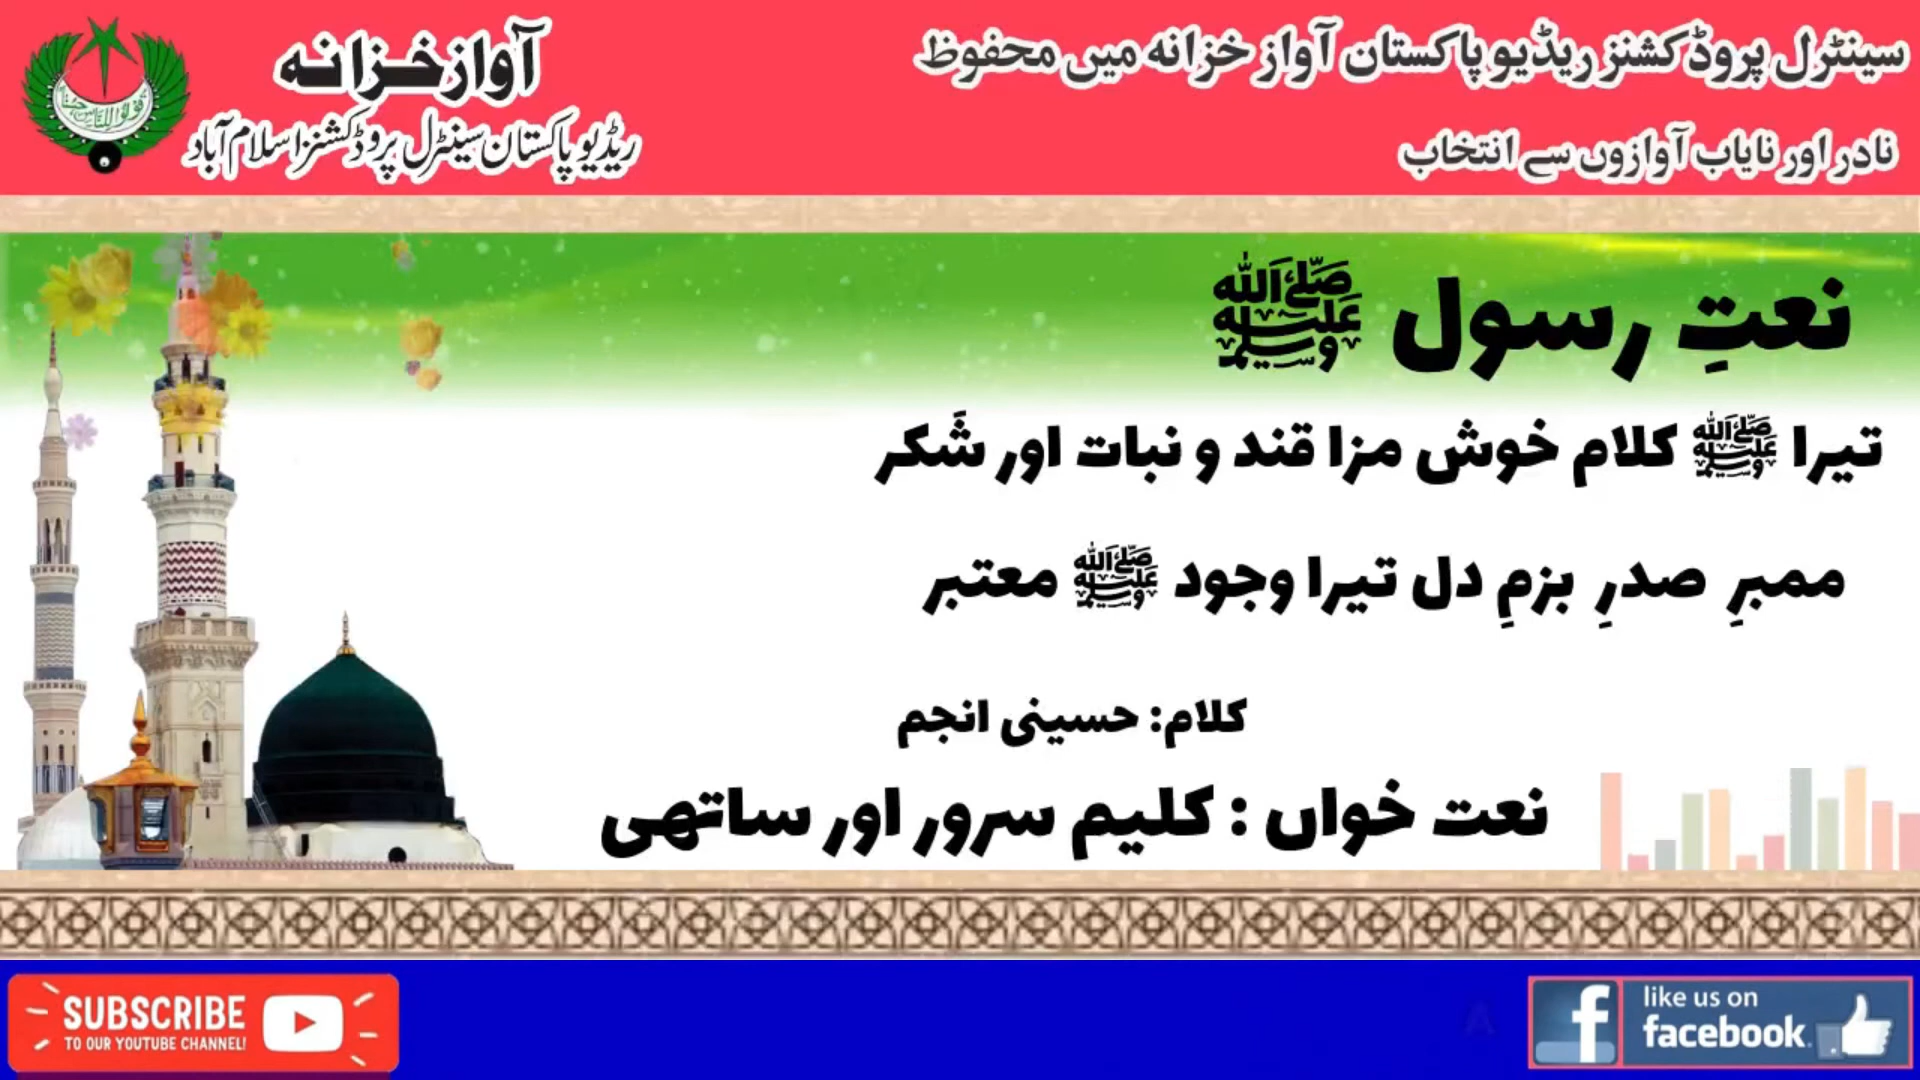 سینٹرل پروڈکشنز ریڈیو پاکستان آواز خزانہ میں محفوظ
نادر اور نایاب آوازوں سے انتخاب
آواز خزانہ
ریڈیو پاکستان سینٹرل پروڈکشنز اسلام آباد
نعتِ رسول ﷺ
تیرا ﷺ کلام خوش مزا قند و نبات اور شَکر
ممبرِ صدرِ بزمِ دل تیرا وجود ﷺ معتبر
کلام: حسینی انجم
نعت خواں : کلیم سرور اور ساتھی
SUBSCRIBE
TO OUR YOUTUBE CHANNEL!
like us on
facebook.